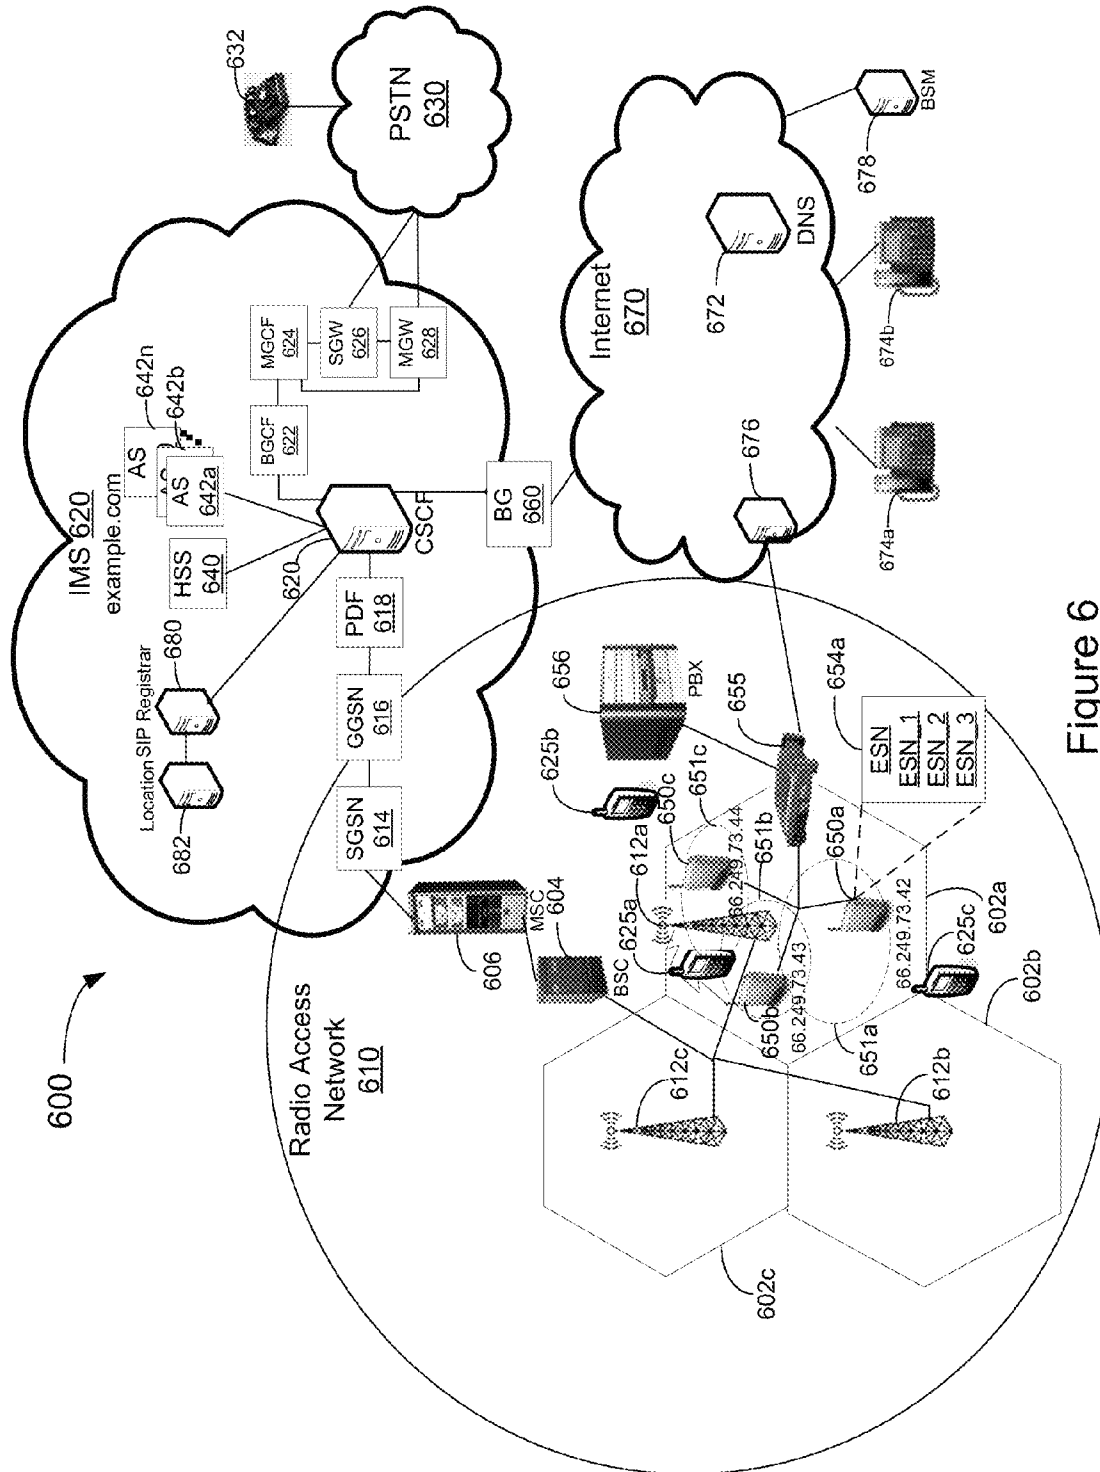 600
IMS 620
example.com
Location
SIP Registrar
682
680
HSS
640
AS
642n
642b
AS
642a
620
CSCF
BGCF
622
MGCF
624
SGW
626
MGW
628
632
PSTN
630
SGSN
614
GGSN
616
PDF
618
BG
660
Radio Access
Network
610
606
MSC
604
BSC
Internet
670
676
672
DNS
674a
674b
678
BSM
656
PBX
655
625b
650c
651c
612a
625a
66.249.73.44
651b
650b
66.249.73.43
650a
66.249.73.42
651a
654a
ESN
ESN_1
ESN_2
ESN_3
602a
625c
602b
612c
612b
602c
Figure 6